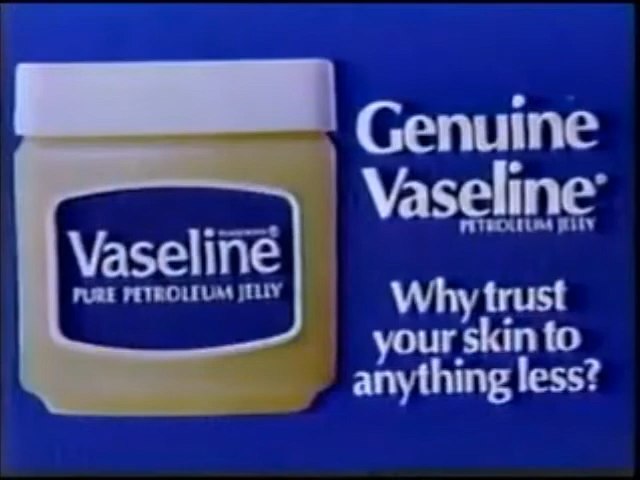 Vaseline®
PURE PETROLEUM JELLY
Genuine
Vaseline®
PETROLEUM JELLY
Why trust
your skin to
anything less?